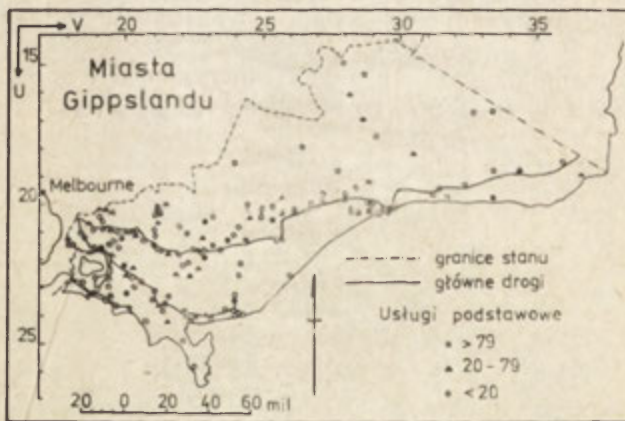 V 20 25 30 35
15
U
Miasta
Gippslandu
Melbourne
20
granice stanu
główne drogi
Usługi podstawowe
> 79
20 - 79
< 20
25
20 0 20 40 60 mil